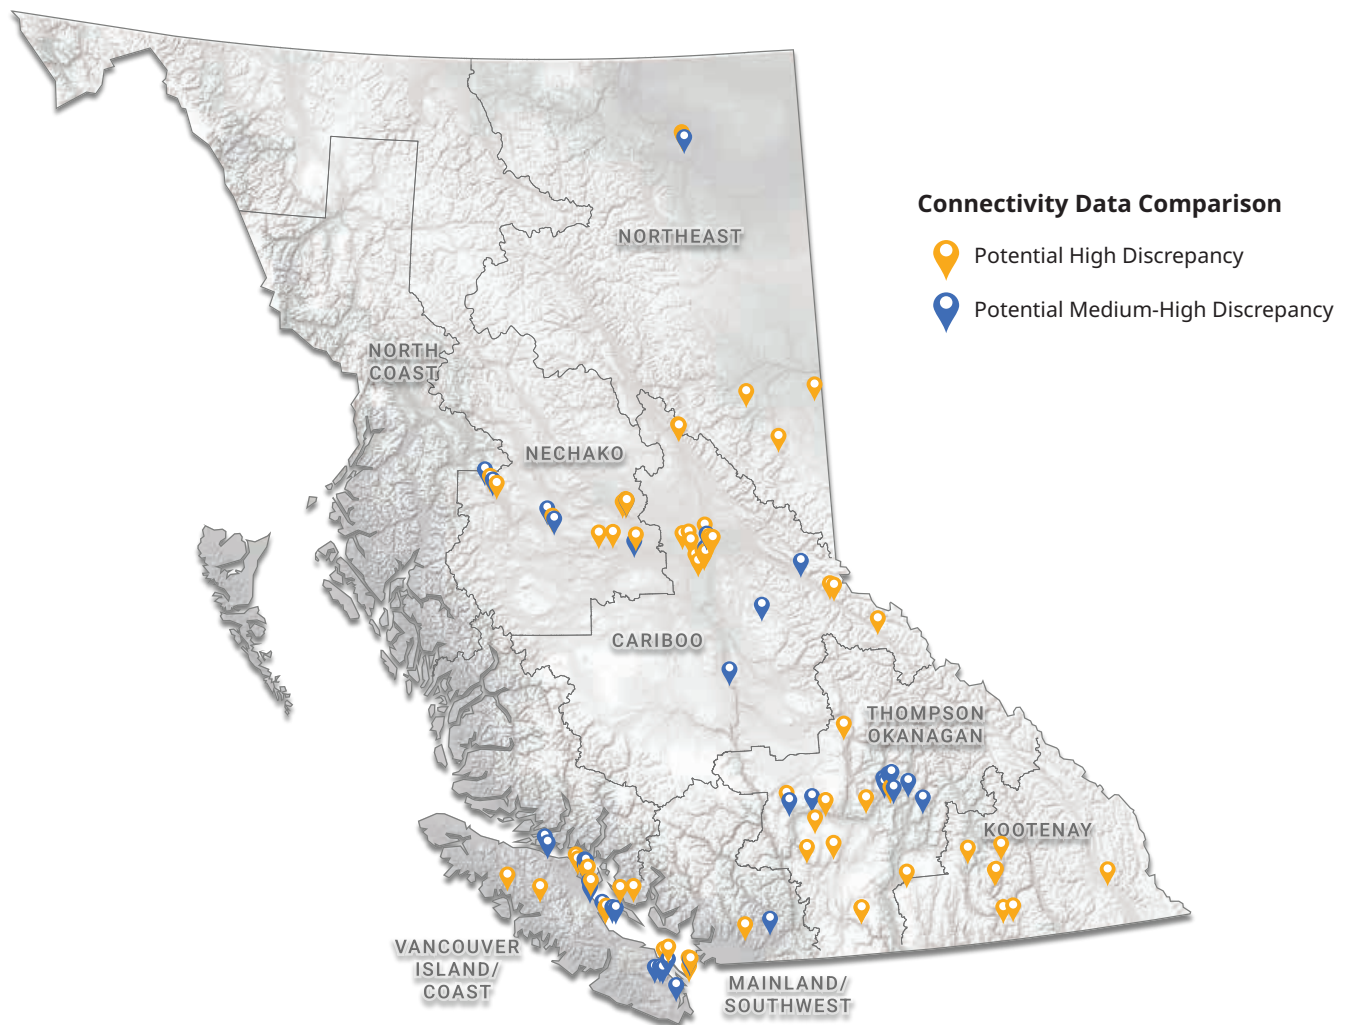 Connectivity Data Comparison
Potential High Discrepancy
Potential Medium-High Discrepancy
NORTHEAST
NORTH
COAST
NECHAKO
CARIBOO
THOMPSON
OKANAGAN
KOOTENAY
VANCOUVER
ISLAND/
COAST
MAINLAND/
SOUTHWEST